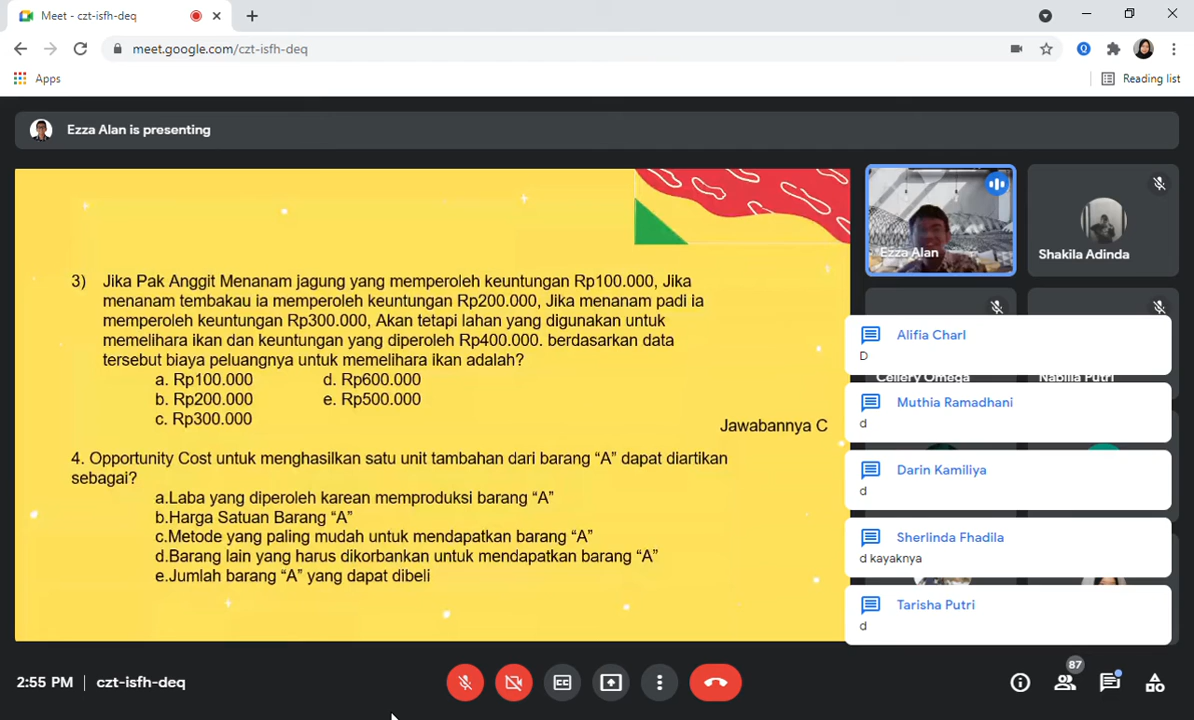 Meet - czt-isfh-deq
meet.google.com/czt-isfh-deq
Apps
Reading list
Ezza Alan is presenting
3) Jika Pak Anggit Menanam jagung yang memperoleh keuntungan Rp100.000, Jika
menanam tembakau ia memperoleh keuntungan Rp200.000, Jika menanam padi ia
memperoleh keuntungan Rp300.000, Akan tetapi lahan yang digunakan untuk
memelihara ikan dan keuntungan yang diperoleh Rp400.000. berdasarkan data
tersebut biaya peluangnya untuk memelihara ikan adalah?
a. Rp100.000 d. Rp600.000
b. Rp200.000 e. Rp500.000
c. Rp300.000
Jawabannya C
4. Opportunity Cost untuk menghasilkan satu unit tambahan dari barang “A” dapat diartikan
sebagai?
a.Laba yang diperoleh karean memproduksi barang “A”
b.Harga Satuan Barang “A”
c.Metode yang paling mudah untuk mendapatkan barang “A”
d.Barang lain yang harus dikorbankan untuk mendapatkan barang “A”
e.Jumlah barang “A” yang dapat dibeli
Ezza Alan
Shakila Adinda
Cellery Omega
Nabilla Putri
Alifia Charl
D
Muthia Ramadhani
d
Darin Kamiliya
d
Sherlinda Fhadila
d kayaknya
Tarisha Putri
d
2:55 PM | czt-isfh-deq
87